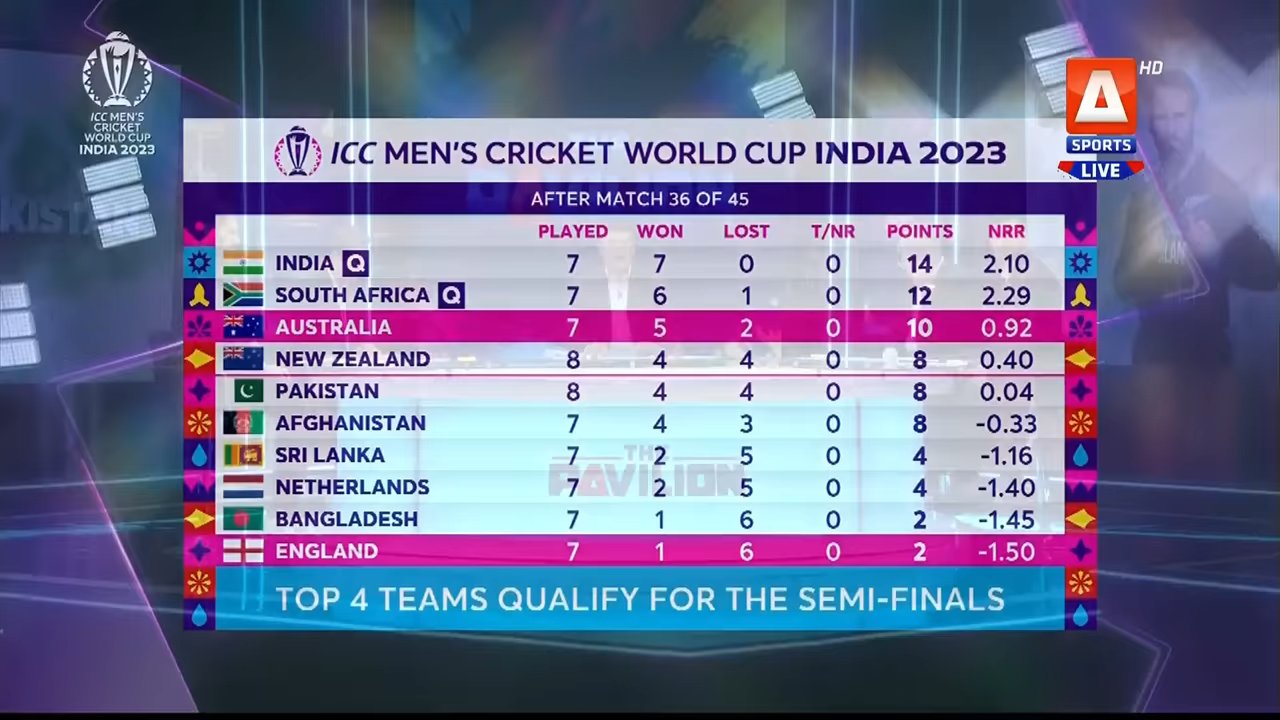 ICC MEN'S
CRICKET
WORLD CUP
INDIA 2023
HD
A
SPORTS
LIVE
ICC MEN'S CRICKET WORLD CUP INDIA 2023
AFTER MATCH 36 OF 45
PLAYED WON LOST T/NR POINTS NRR
INDIA Q 7 7 0 0 14 2.10
SOUTH AFRICA Q 7 6 1 0 12 2.29
AUSTRALIA 7 5 2 0 10 0.92
NEW ZEALAND 8 4 4 0 8 0.40
PAKISTAN 8 4 4 0 8 0.04
AFGHANISTAN 7 4 3 0 8 -0.33
SRI LANKA 7 2 5 0 4 -1.16
NETHERLANDS 7 2 5 0 4 -1.40
BANGLADESH 7 1 6 0 2 -1.45
ENGLAND 7 1 6 0 2 -1.50
THE
PAVILION
TOP 4 TEAMS QUALIFY FOR THE SEMI-FINALS